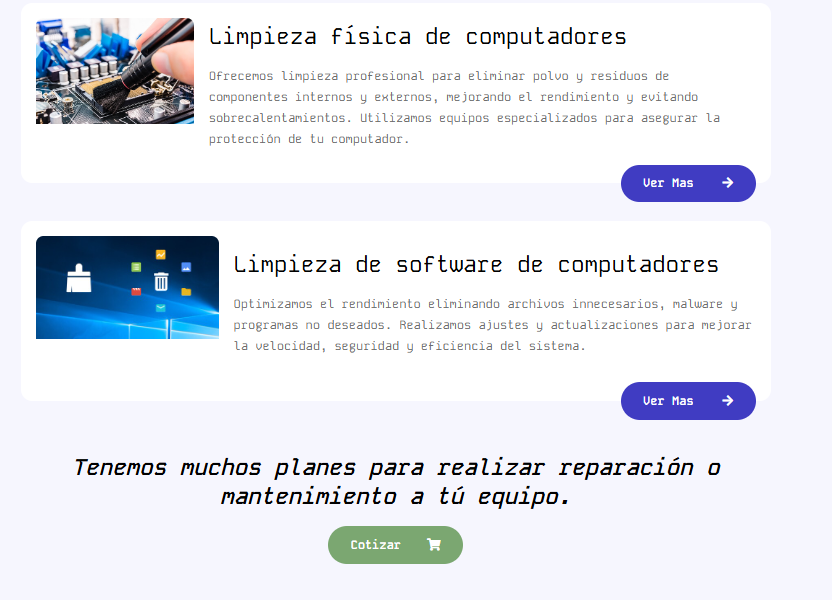 Limpieza física de computadores
Ofrecemos limpieza profesional para eliminar polvo y residuos de
componentes internos y externos, mejorando el rendimiento y evitando
sobrecalentamientos. Utilizamos equipos especializados para asegurar la
protección de tu computador.
Ver Mas
Limpieza de software de computadores
Optimizamos el rendimiento eliminando archivos innecesarios, malware y
programas no deseados. Realizamos ajustes y actualizaciones para mejorar
la velocidad, seguridad y eficiencia del sistema.
Ver Mas
Tenemos muchos planes para realizar reparación o
mantenimiento a tú equipo.
Cotizar